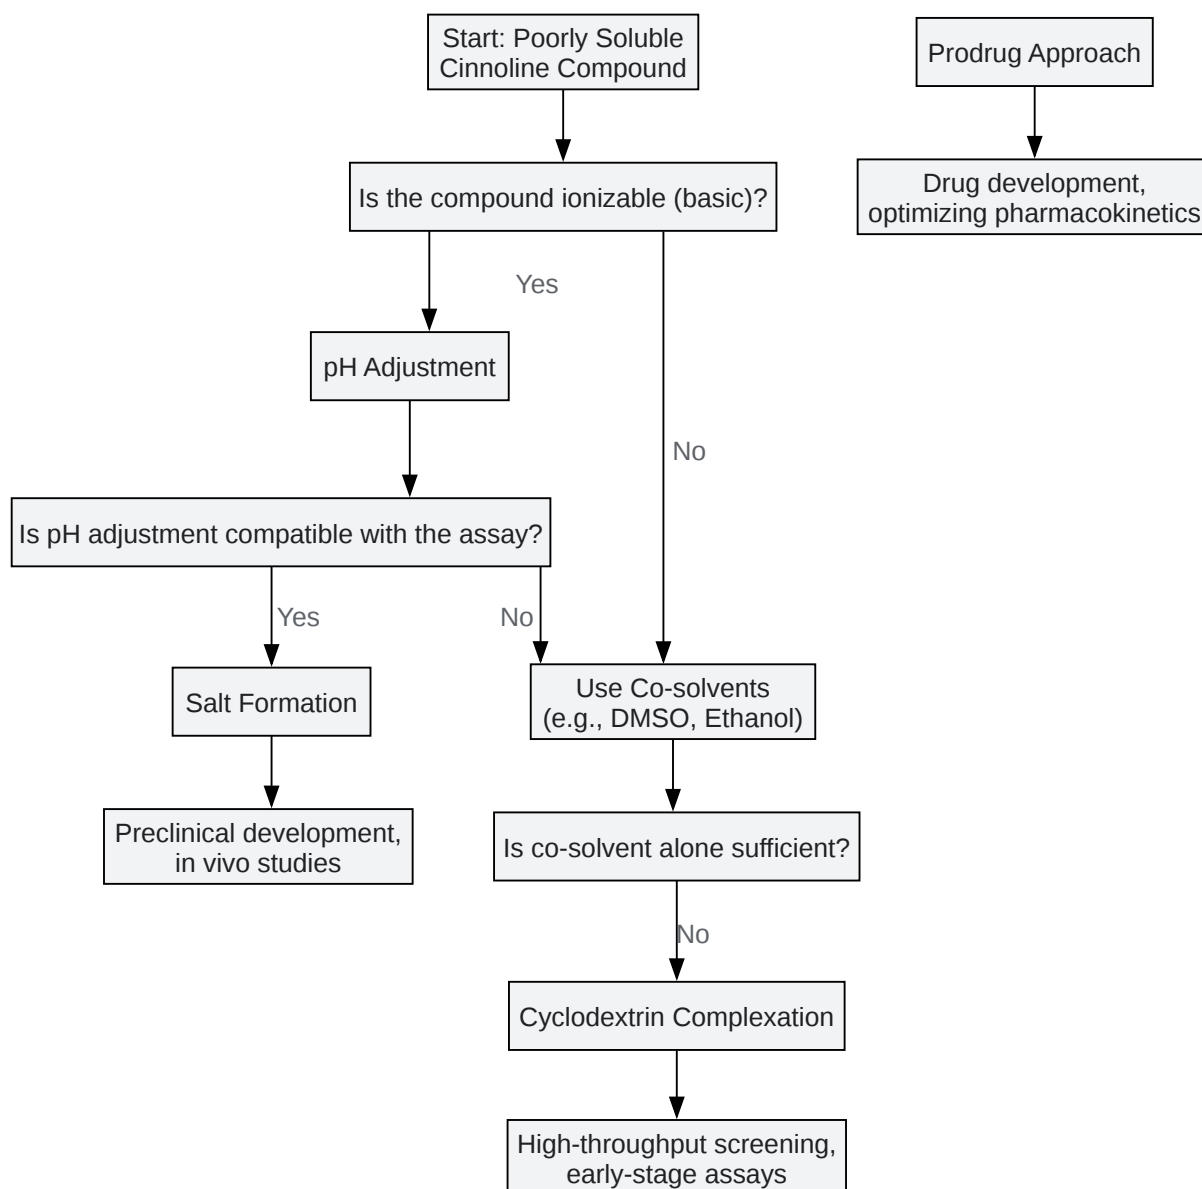 Start: Poorly Soluble
Cinnoline Compound
Prodrug Approach
Is the compound ionizable (basic)?
Drug development,
optimizing pharmacokinetics
Yes
pH Adjustment
No
Is pH adjustment compatible with the assay?
Yes
No
Salt Formation
Use Co-solvents
(e.g., DMSO, Ethanol)
Preclinical development,
in vivo studies
Is co-solvent alone sufficient?
No
Cyclodextrin Complexation
High-throughput screening,
early-stage assays